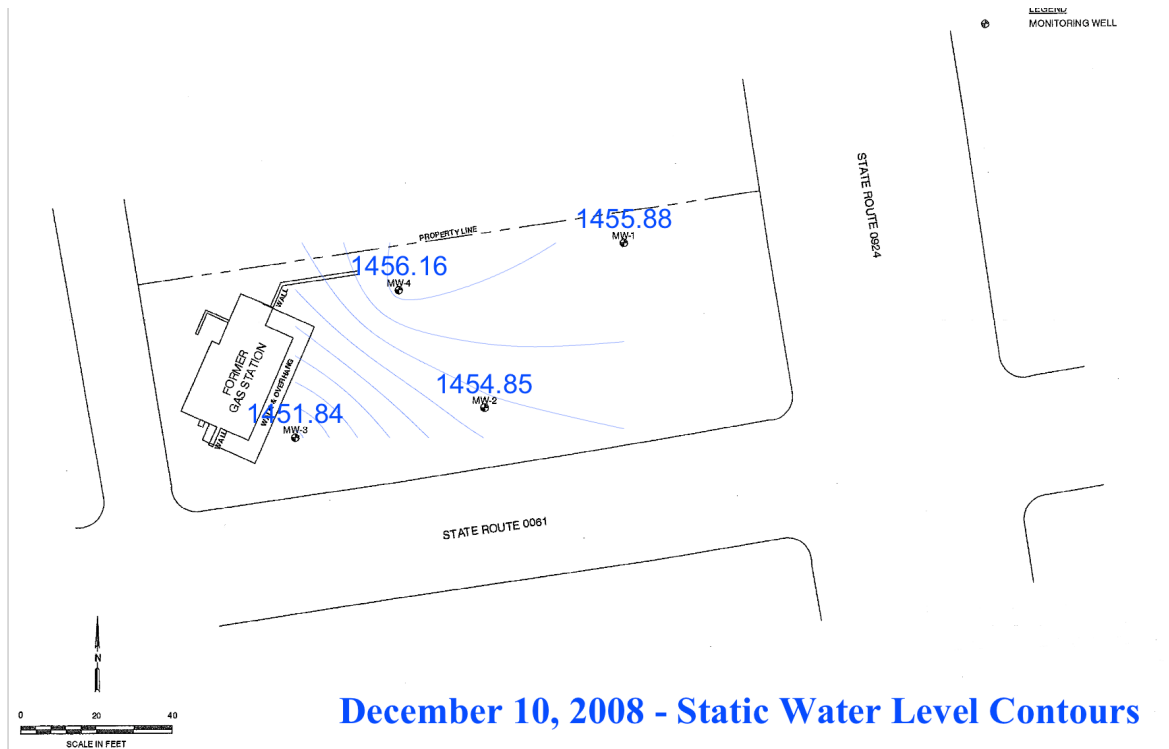 LEGEND
MONITORING WELL
STATE ROUTE 0924
1455.88
MW-1
PROPERTY LINE
1456.16
MW-4
WALL
FORMER
GAS STATION
WALK & OVERHANG
1454.85
MW-2
1451.84
MW-3
WALL
STATE ROUTE 0061
N
0 20 40
SCALE IN FEET
December 10, 2008 - Static Water Level Contours